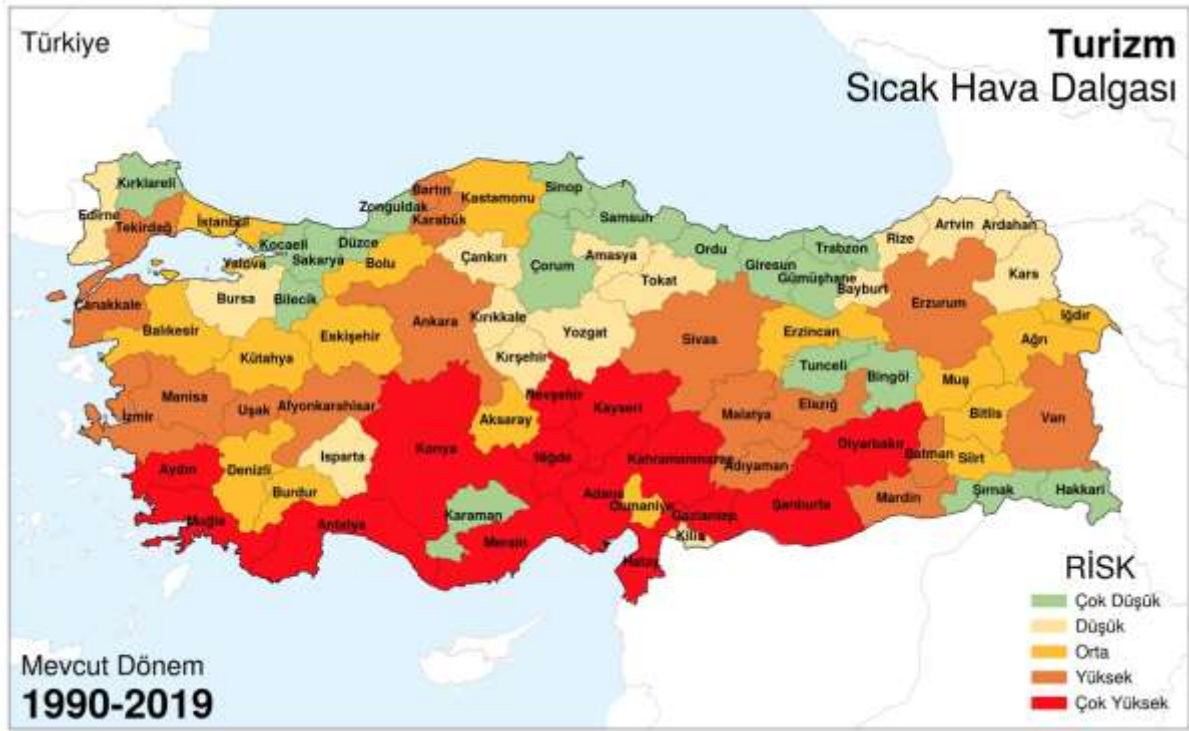 Türkiye
Turizm
Sıcak Hava Dalgası
Kırklareli
Edirne
Tekirdağ
İstanbul
Kocaeli
Yalova
Sakarya
Düzce
Zonguldak
Bartın
Karabük
Kastamonu
Sinop
Samsun
Ordu
Giresun
Trabzon
Gümüşhane
Rize
Artvin
Ardahan
Kars
Bayburt
Erzurum
Iğdır
Ağrı
Çanakkale
Balıkesir
Bursa
Bilecik
Bolu
Çankırı
Çorum
Amasya
Tokat
Kütahya
Eskişehir
Ankara
Kırıkkale
Yozgat
Kırşehir
Sivas
Erzincan
Tunceli
Bingöl
Muş
Bitlis
Van
İzmir
Manisa
Uşak
Afyonkarahisar
Isparta
Konya
Aksaray
Nevşehir
Kayseri
Niğde
Malatya
Elazığ
Diyarbakır
Batman
Siirt
Aydın
Denizli
Burdur
Muğla
Antalya
Karaman
Mersin
Adana
Osmaniye
Kahramanmaraş
Adıyaman
Gaziantep
Kilis
Hatay
Şanlıurfa
Mardin
Şırnak
Hakkari
RİSK
Çok Düşük
Düşük
Orta
Yüksek
Çok Yüksek
Mevcut Dönem
1990-2019